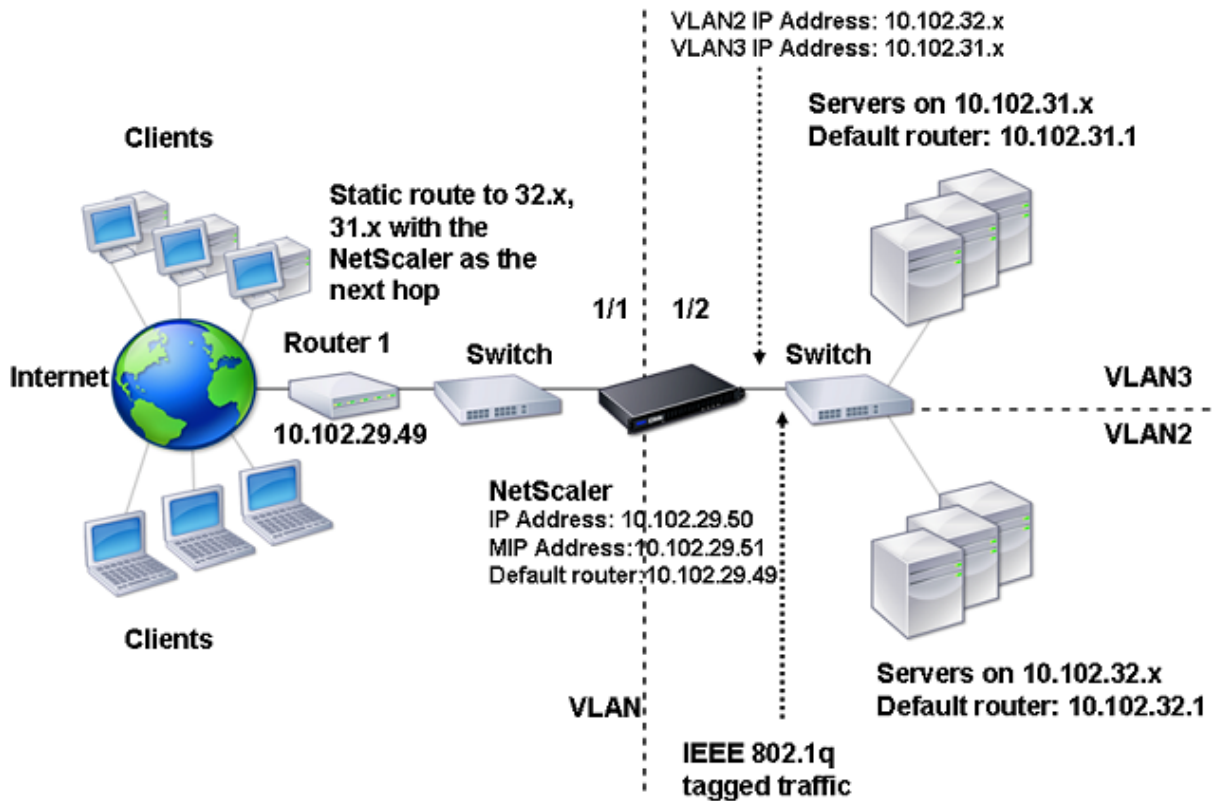 VLAN2 IP Address: 10.102.32.x
VLAN3 IP Address: 10.102.31.x
Servers on 10.102.31.x
Default router: 10.102.31.1
Clients
Static route to 32.x,
31.x with the
NetScaler as the
next hop
1/1
1/2
Internet
Router 1
Switch
Switch
VLAN3
VLAN2
10.102.29.49
NetScaler
IP Address: 10.102.29.50
MIP Address:10.102.29.51
Default router:10.102.29.49
Clients
Servers on 10.102.32.x
Default router: 10.102.32.1
VLAN
IEEE 802.1q
tagged traffic